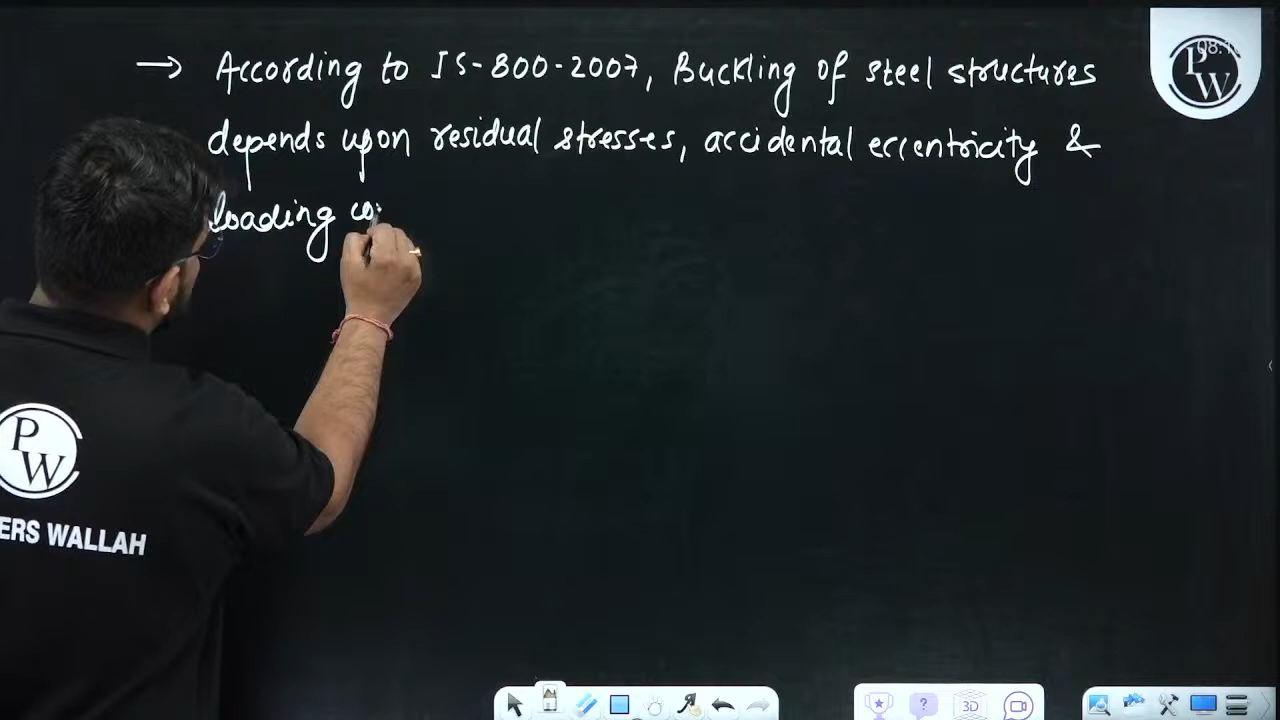 → According to IS-800-2007, Buckling of steel structures
depends upon residual stresses, accidental eccentricity &
loading
PW
PW
ERS WALLAH
3D